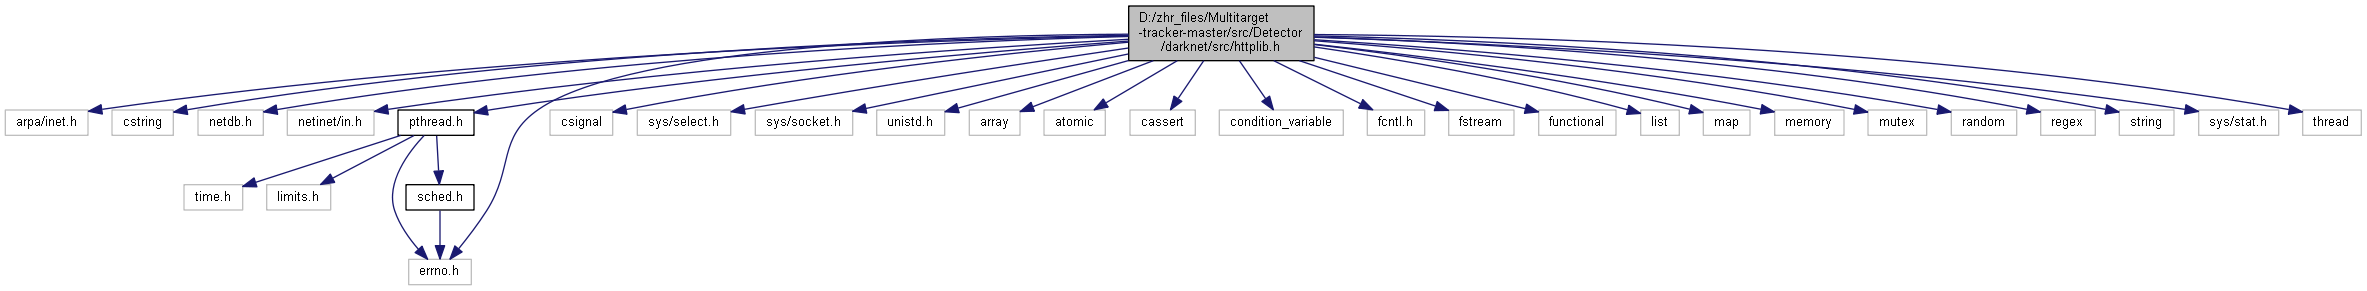 D:/zhr_files/Multitarget
-tracker-master/src/Detector
/darknet/src/httplib.h
arpa/inet.h
cstring
netdb.h
netinet/in.h
pthread.h
csignal
sys/select.h
sys/socket.h
unistd.h
array
atomic
cassert
condition_variable
fcntl.h
fstream
functional
list
map
memory
mutex
random
regex
string
sys/stat.h
thread
time.h
limits.h
sched.h
errno.h